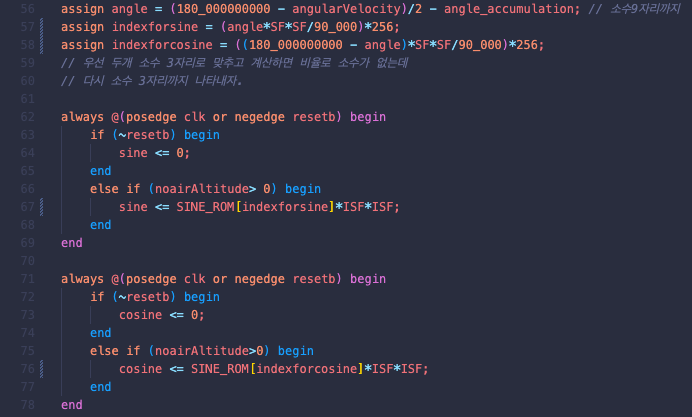 56 assign angle = (180_000000000 - angularVelocity)/2 - angle_accumulation; // 소수9자리까지
57 assign indexforsine = (angle*SF*SF/90_000)*256;
58 assign indexforcosine = ((180_000000000 - angle)*SF*SF/90_000)*256;
59 // 우선 두개 소수 3자리로 맞추고 계산하면 비율로 소수가 없는데
60 // 다시 소수 3자리까지 나타내자.
61
62 always @(posedge clk or negedge resetb) begin
63 if (~resetb) begin
64 sine <= 0;
65 end
66 else if (noairAltitude> 0) begin
67 sine <= SINE_ROM[indexforsine]*ISF*ISF;
68 end
69 end
70
71 always @(posedge clk or negedge resetb) begin
72 if (~resetb) begin
73 cosine <= 0;
74 end
75 else if (noairAltitude>0) begin
76 cosine <= SINE_ROM[indexforcosine]*ISF*ISF;
77 end
78 end